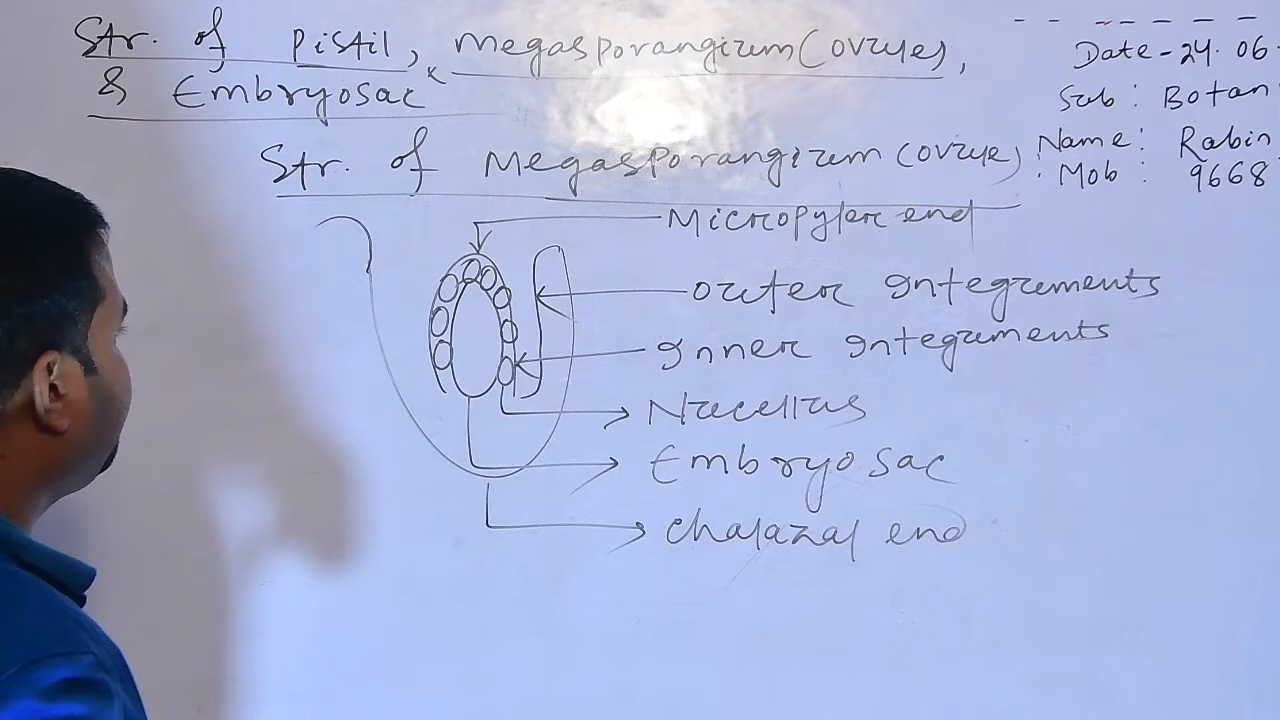 Str. of Pistil, Megasporangium (ovule),
& Embryosac
Date - 24. 06
Sub : Botan
Name : Rabin
Mob : 9668
Str. of Megasporangium (ovule)
Micropyler end
outer Integuments
Inner Integuments
Nucellus
Embryo sac
Chalazal end